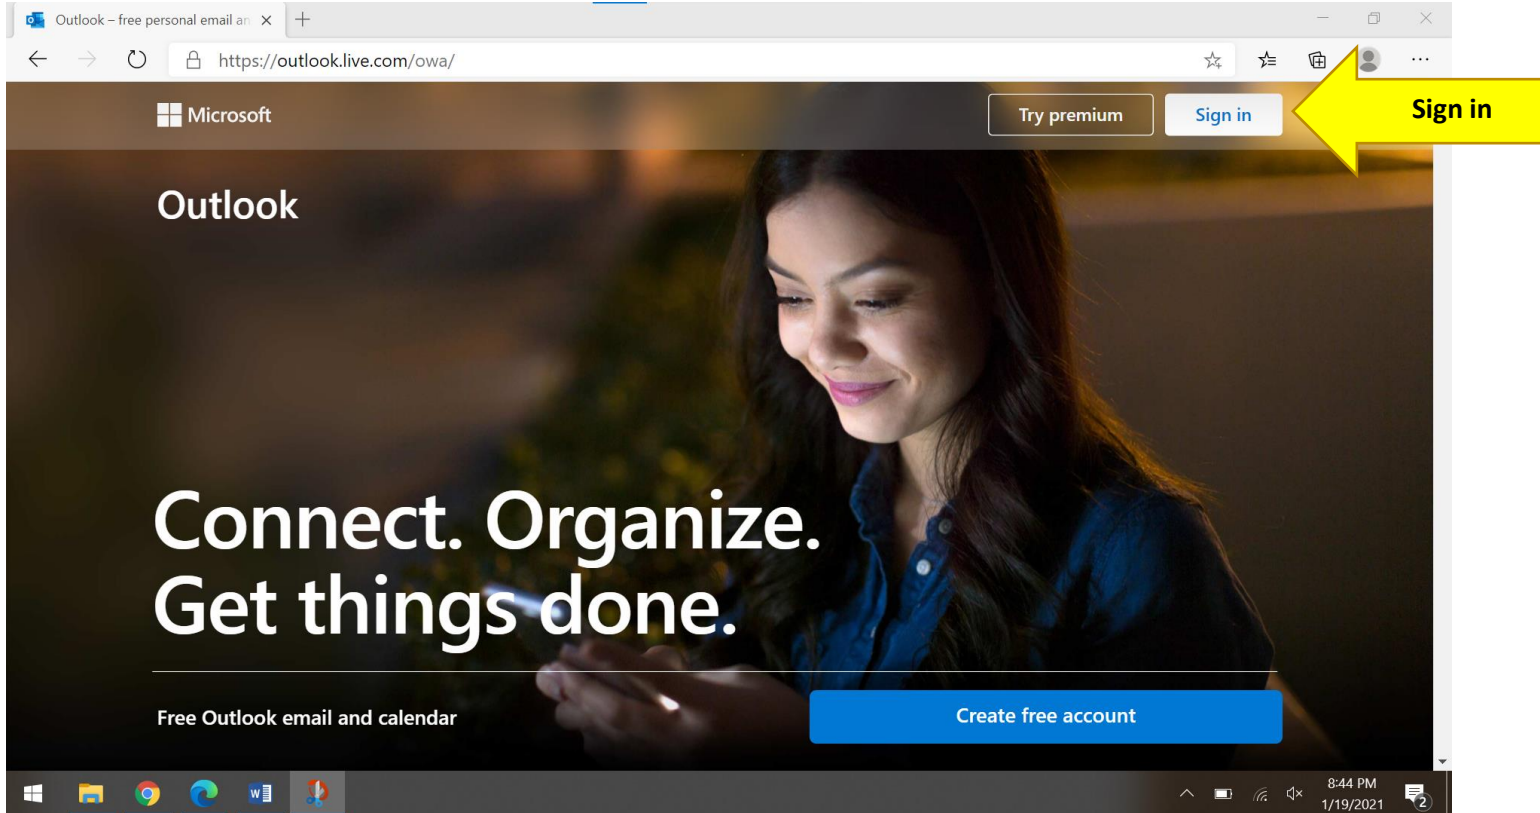 Outlook – free personal email an
https://outlook.live.com/owa/
Microsoft
Try premium
Sign in
Sign in
Outlook
Connect. Organize.
Get things done.
Free Outlook email and calendar
Create free account
8:44 PM
1/19/2021
2